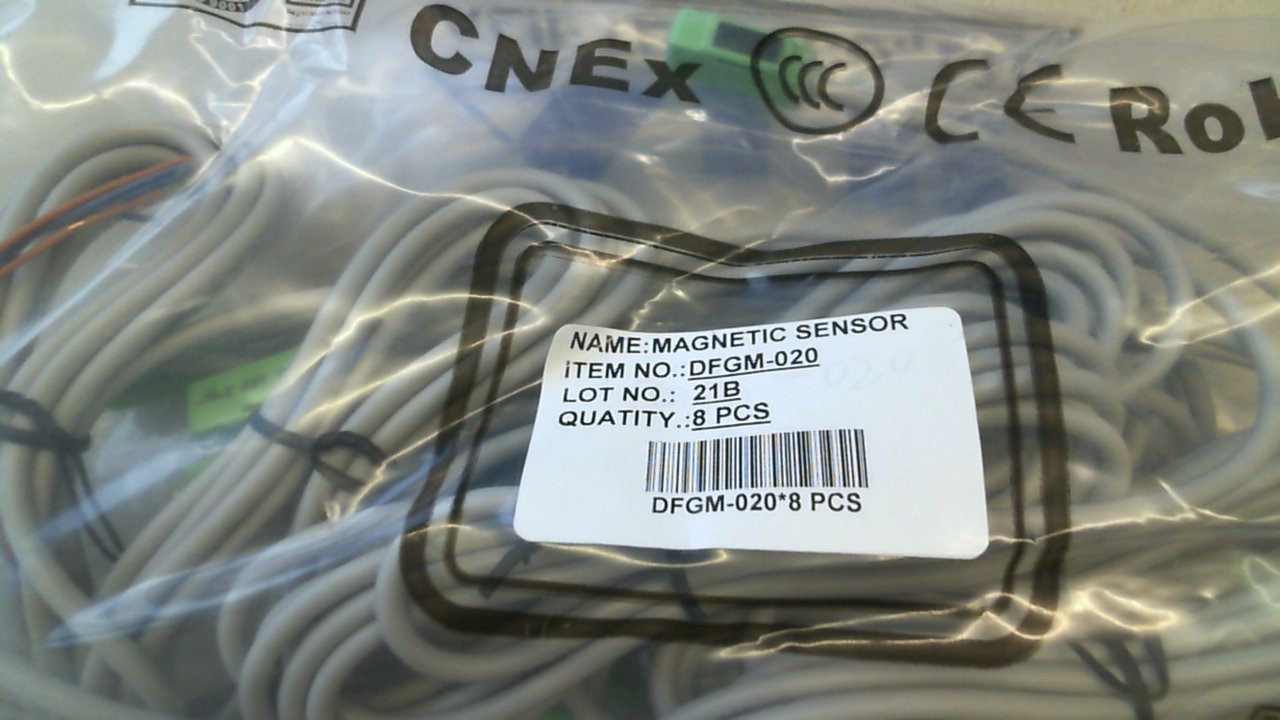 CNEX CCC CE
NAME:MAGNETIC SENSOR
ITEM NO.:DFGM-020
LOT NO.: 21B
QUATITY.:8 PCS
DFGM-020*8 PCS